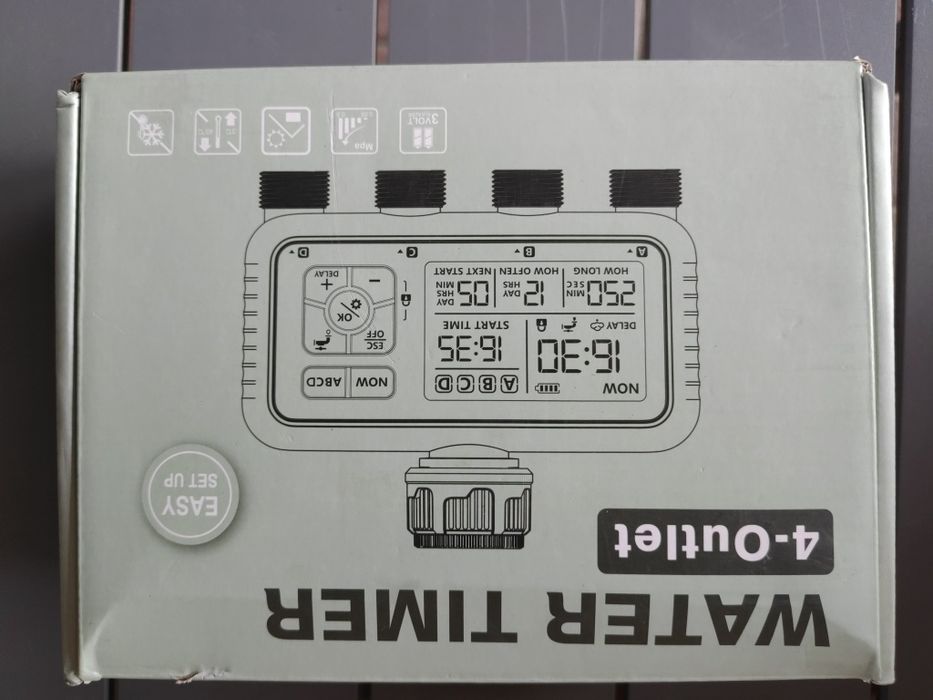 WATER TIMER
4-Outlet
EASY
SET UP
NOW
16:30
DELAY
A B C D
16:35
START TIME
250 MIN SEC
HOW LONG
12 DAY HRS
HOW OFTEN
05 DAY HRS MIN
NEXT START
NOW
ABCD
ESC
OFF
OK
−
+
DELAY
A
B
C
D
3VOLT
Mpa